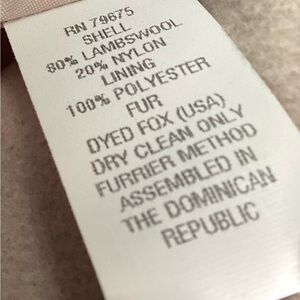 RN 79675
SHELL
80% LAMBSWOOL
20% NYLON
LINING
100% POLYESTER
FUR
DYED FOX (USA)
DRY CLEAN ONLY
FURRIER METHOD
ASSEMBLED IN
THE DOMINICAN
REPUBLIC